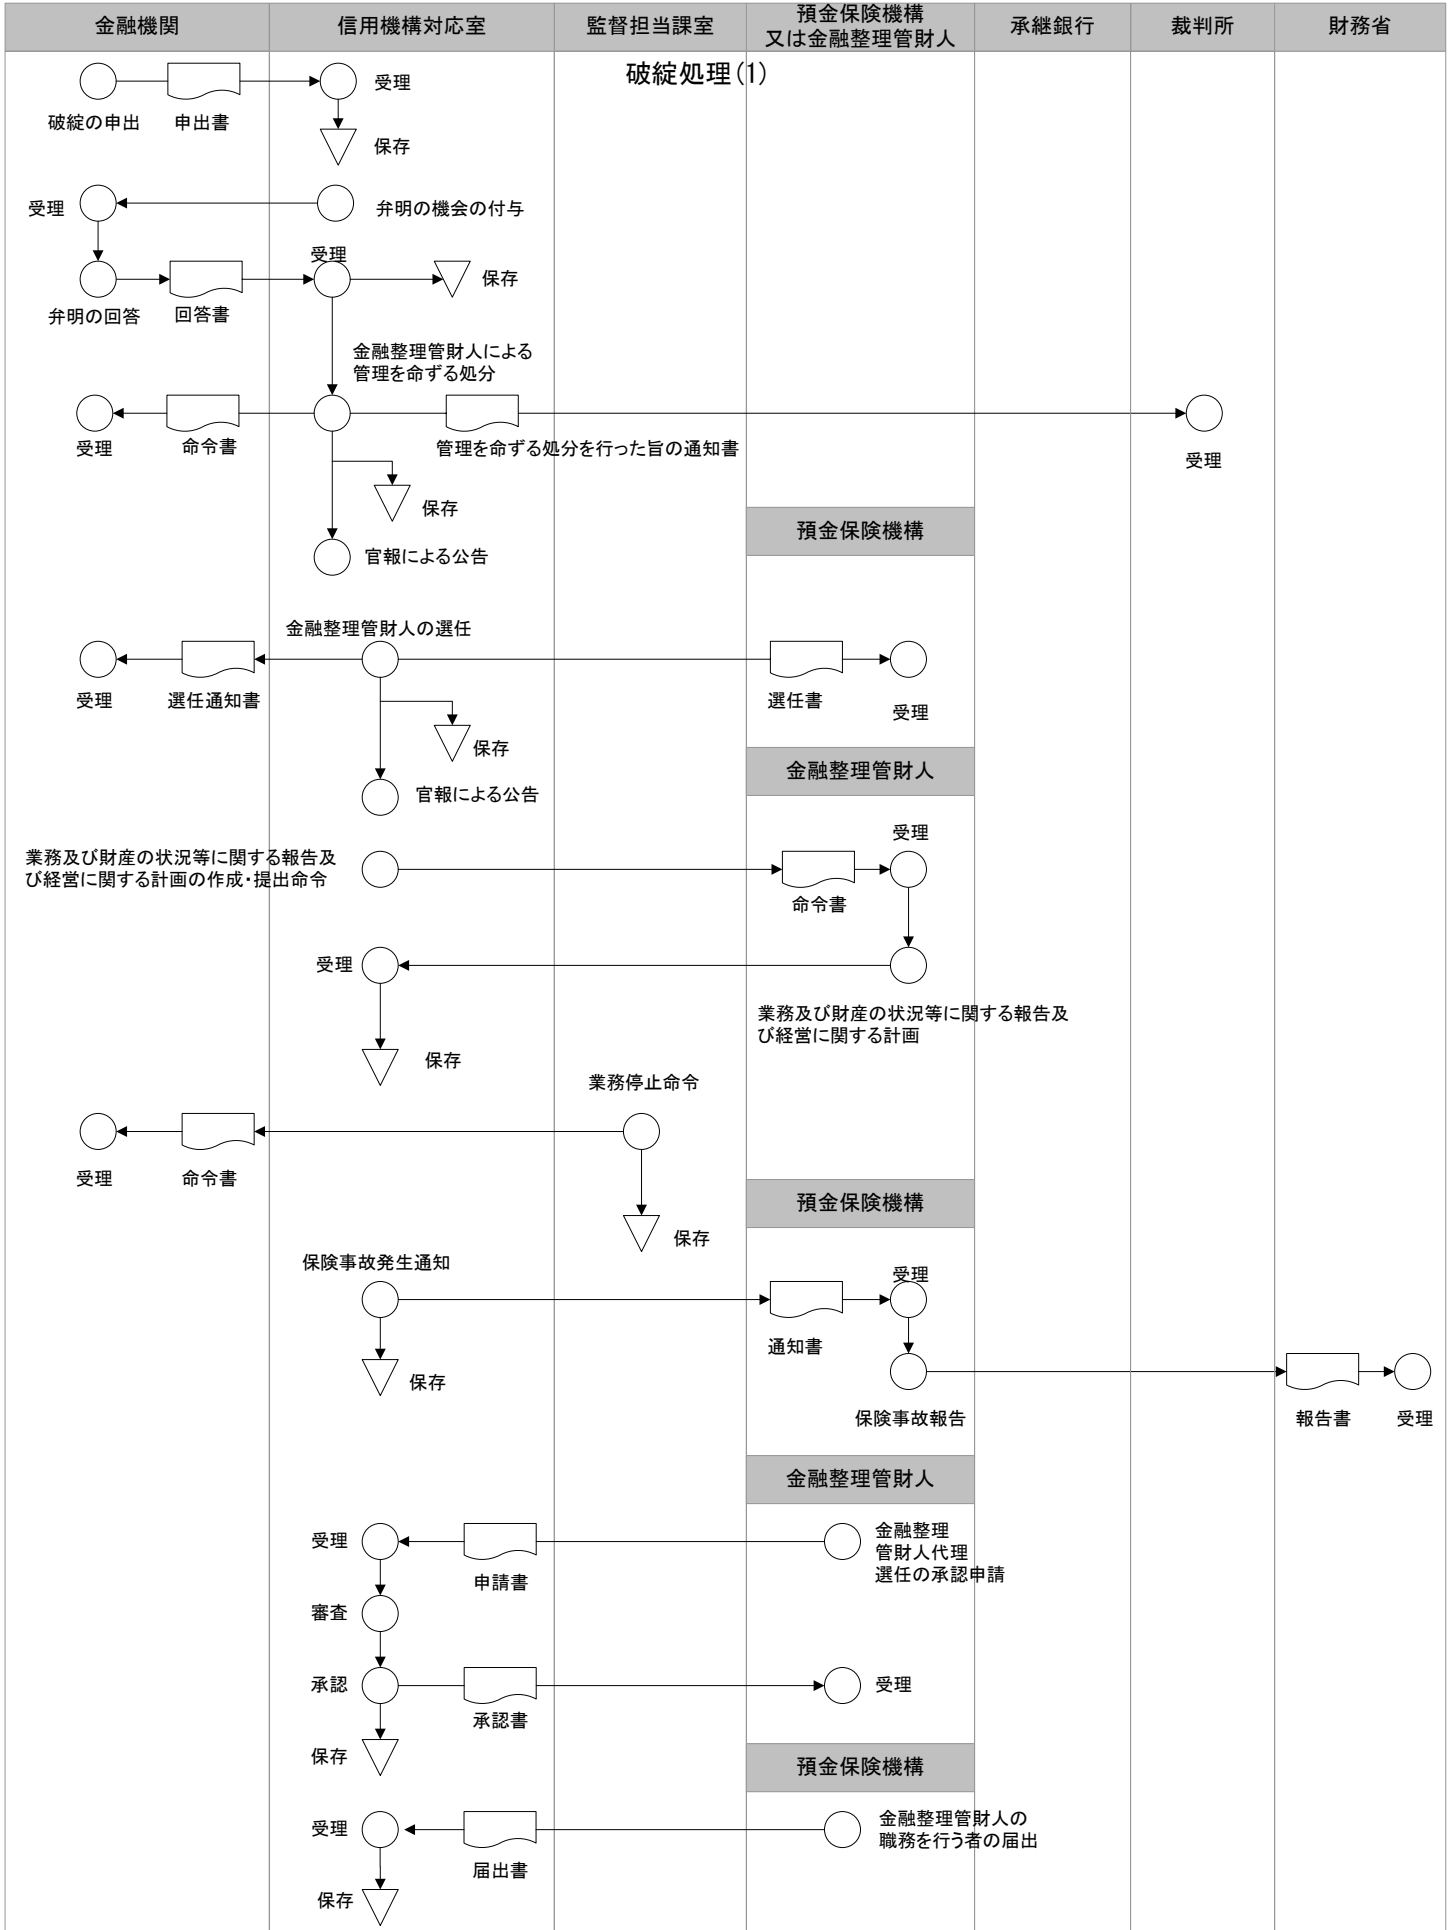 金融機関
信用機構対応室
監督担当課室
預金保険機構
又は金融整理管財人
承継銀行
裁判所
財務省
破綻処理(1)
受理
破綻の申出
申出書
保存
受理
弁明の機会の付与
受理
保存
弁明の回答
回答書
金融整理管財人による
管理を命ずる処分
受理
命令書
管理を命ずる処分を行った旨の通知書
受理
保存
預金保険機構
官報による公告
金融整理管財人の選任
受理
選任通知書
選任書
受理
保存
金融整理管財人
官報による公告
受理
業務及び財産の状況等に関する報告及
び経営に関する計画の作成・提出命令
命令書
受理
業務及び財産の状況等に関する報告及
び経営に関する計画
保存
業務停止命令
受理
命令書
預金保険機構
保存
保険事故発生通知
受理
通知書
保存
保険事故報告
報告書
受理
金融整理管財人
受理
申請書
金融整理
管財人代理
選任の承認申請
審査
承認
承認書
受理
保存
預金保険機構
受理
届出書
金融整理管財人の
職務を行う者の届出
保存